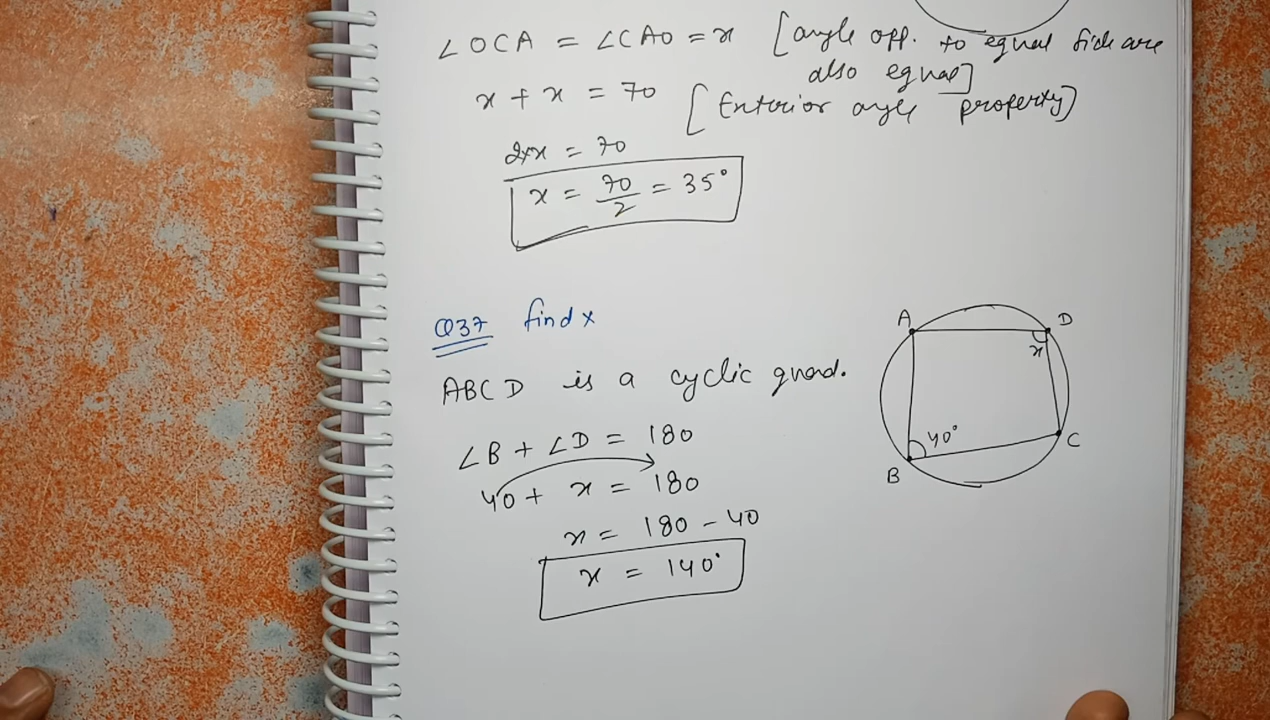 ∠OCA = ∠CAO = x [angle opp. to equal side are
also equal]
x + x = 70 [Exterior angle property]
2x = 70
x = 70/2 = 35°
Q37 find x
ABCD is a cyclic quad.
∠B + ∠D = 180
40 + x = 180
x = 180 - 40
x = 140°
A
D
x
40°
C
B